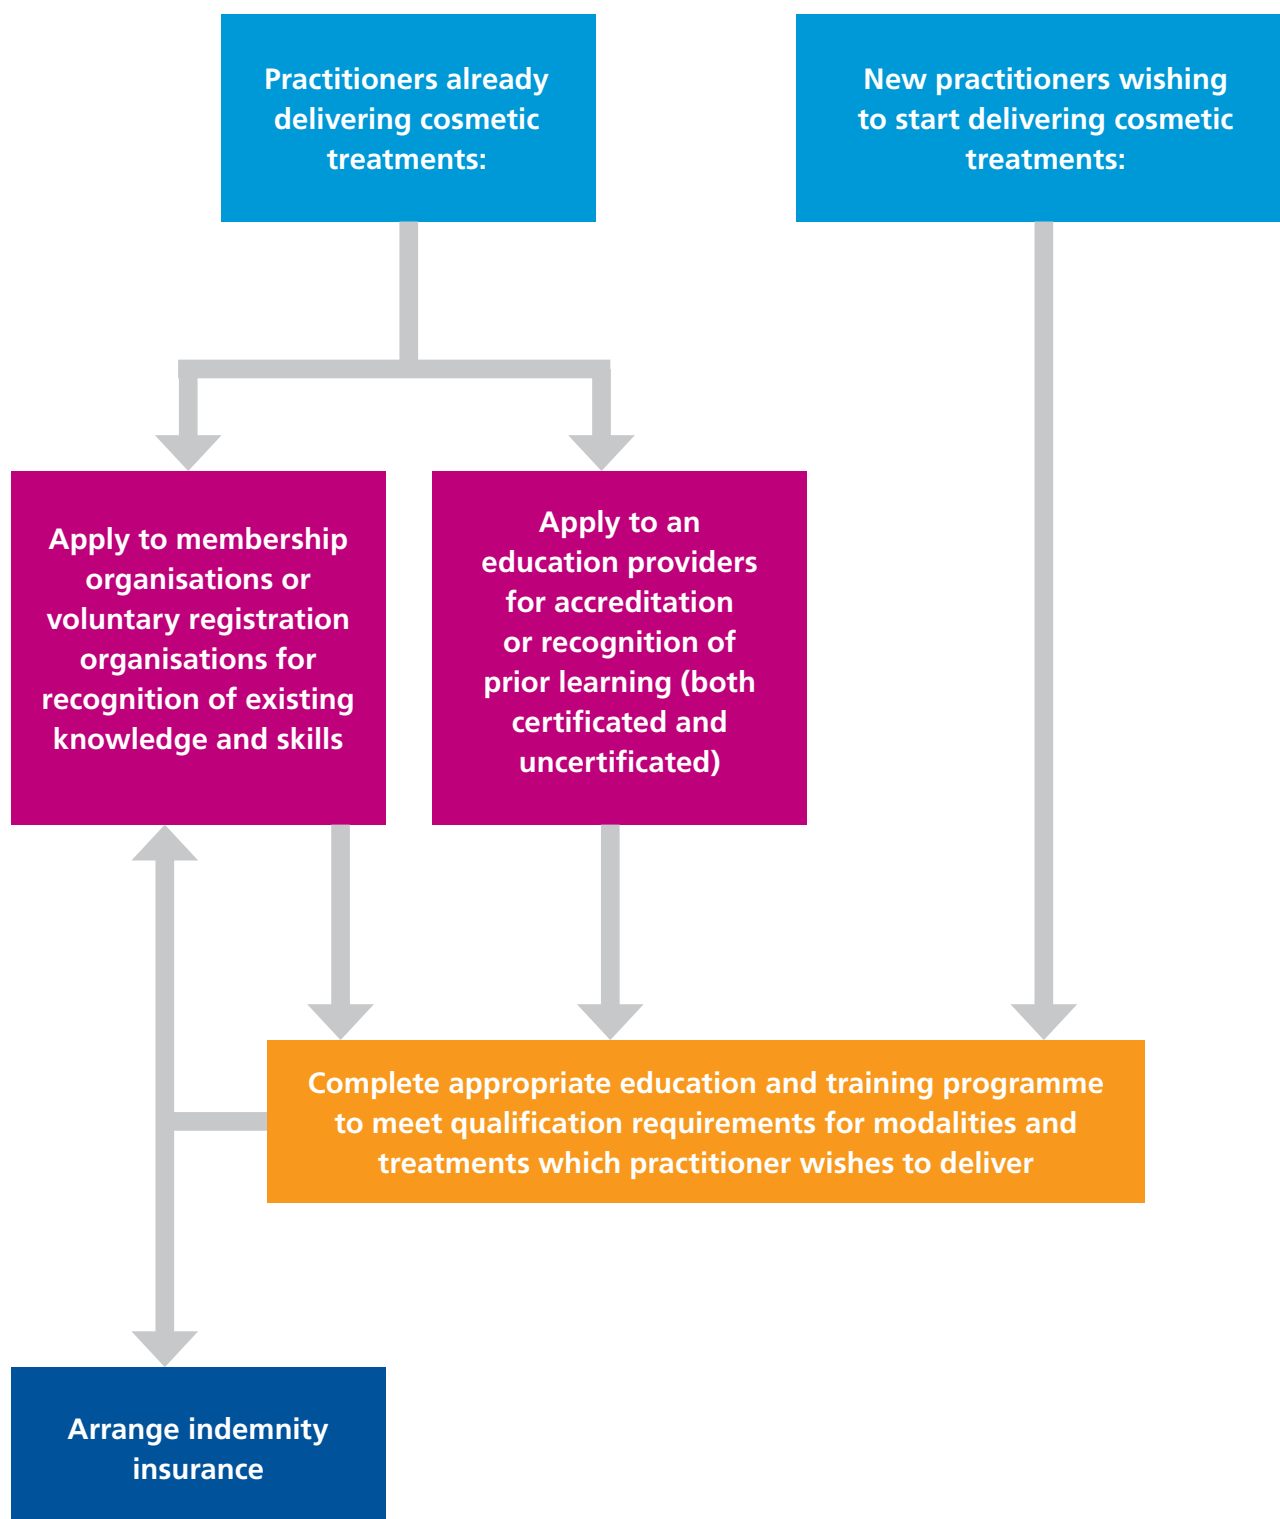 Practitioners already
delivering cosmetic
treatments:
New practitioners wishing
to start delivering cosmetic
treatments:
Apply to membership
organisations or
voluntary registration
organisations for
recognition of existing
knowledge and skills
Apply to an
education providers
for accreditation
or recognition of
prior learning (both
certificated and
uncertificated)
Complete appropriate education and training programme
to meet qualification requirements for modalities and
treatments which practitioner wishes to deliver
Arrange indemnity
insurance